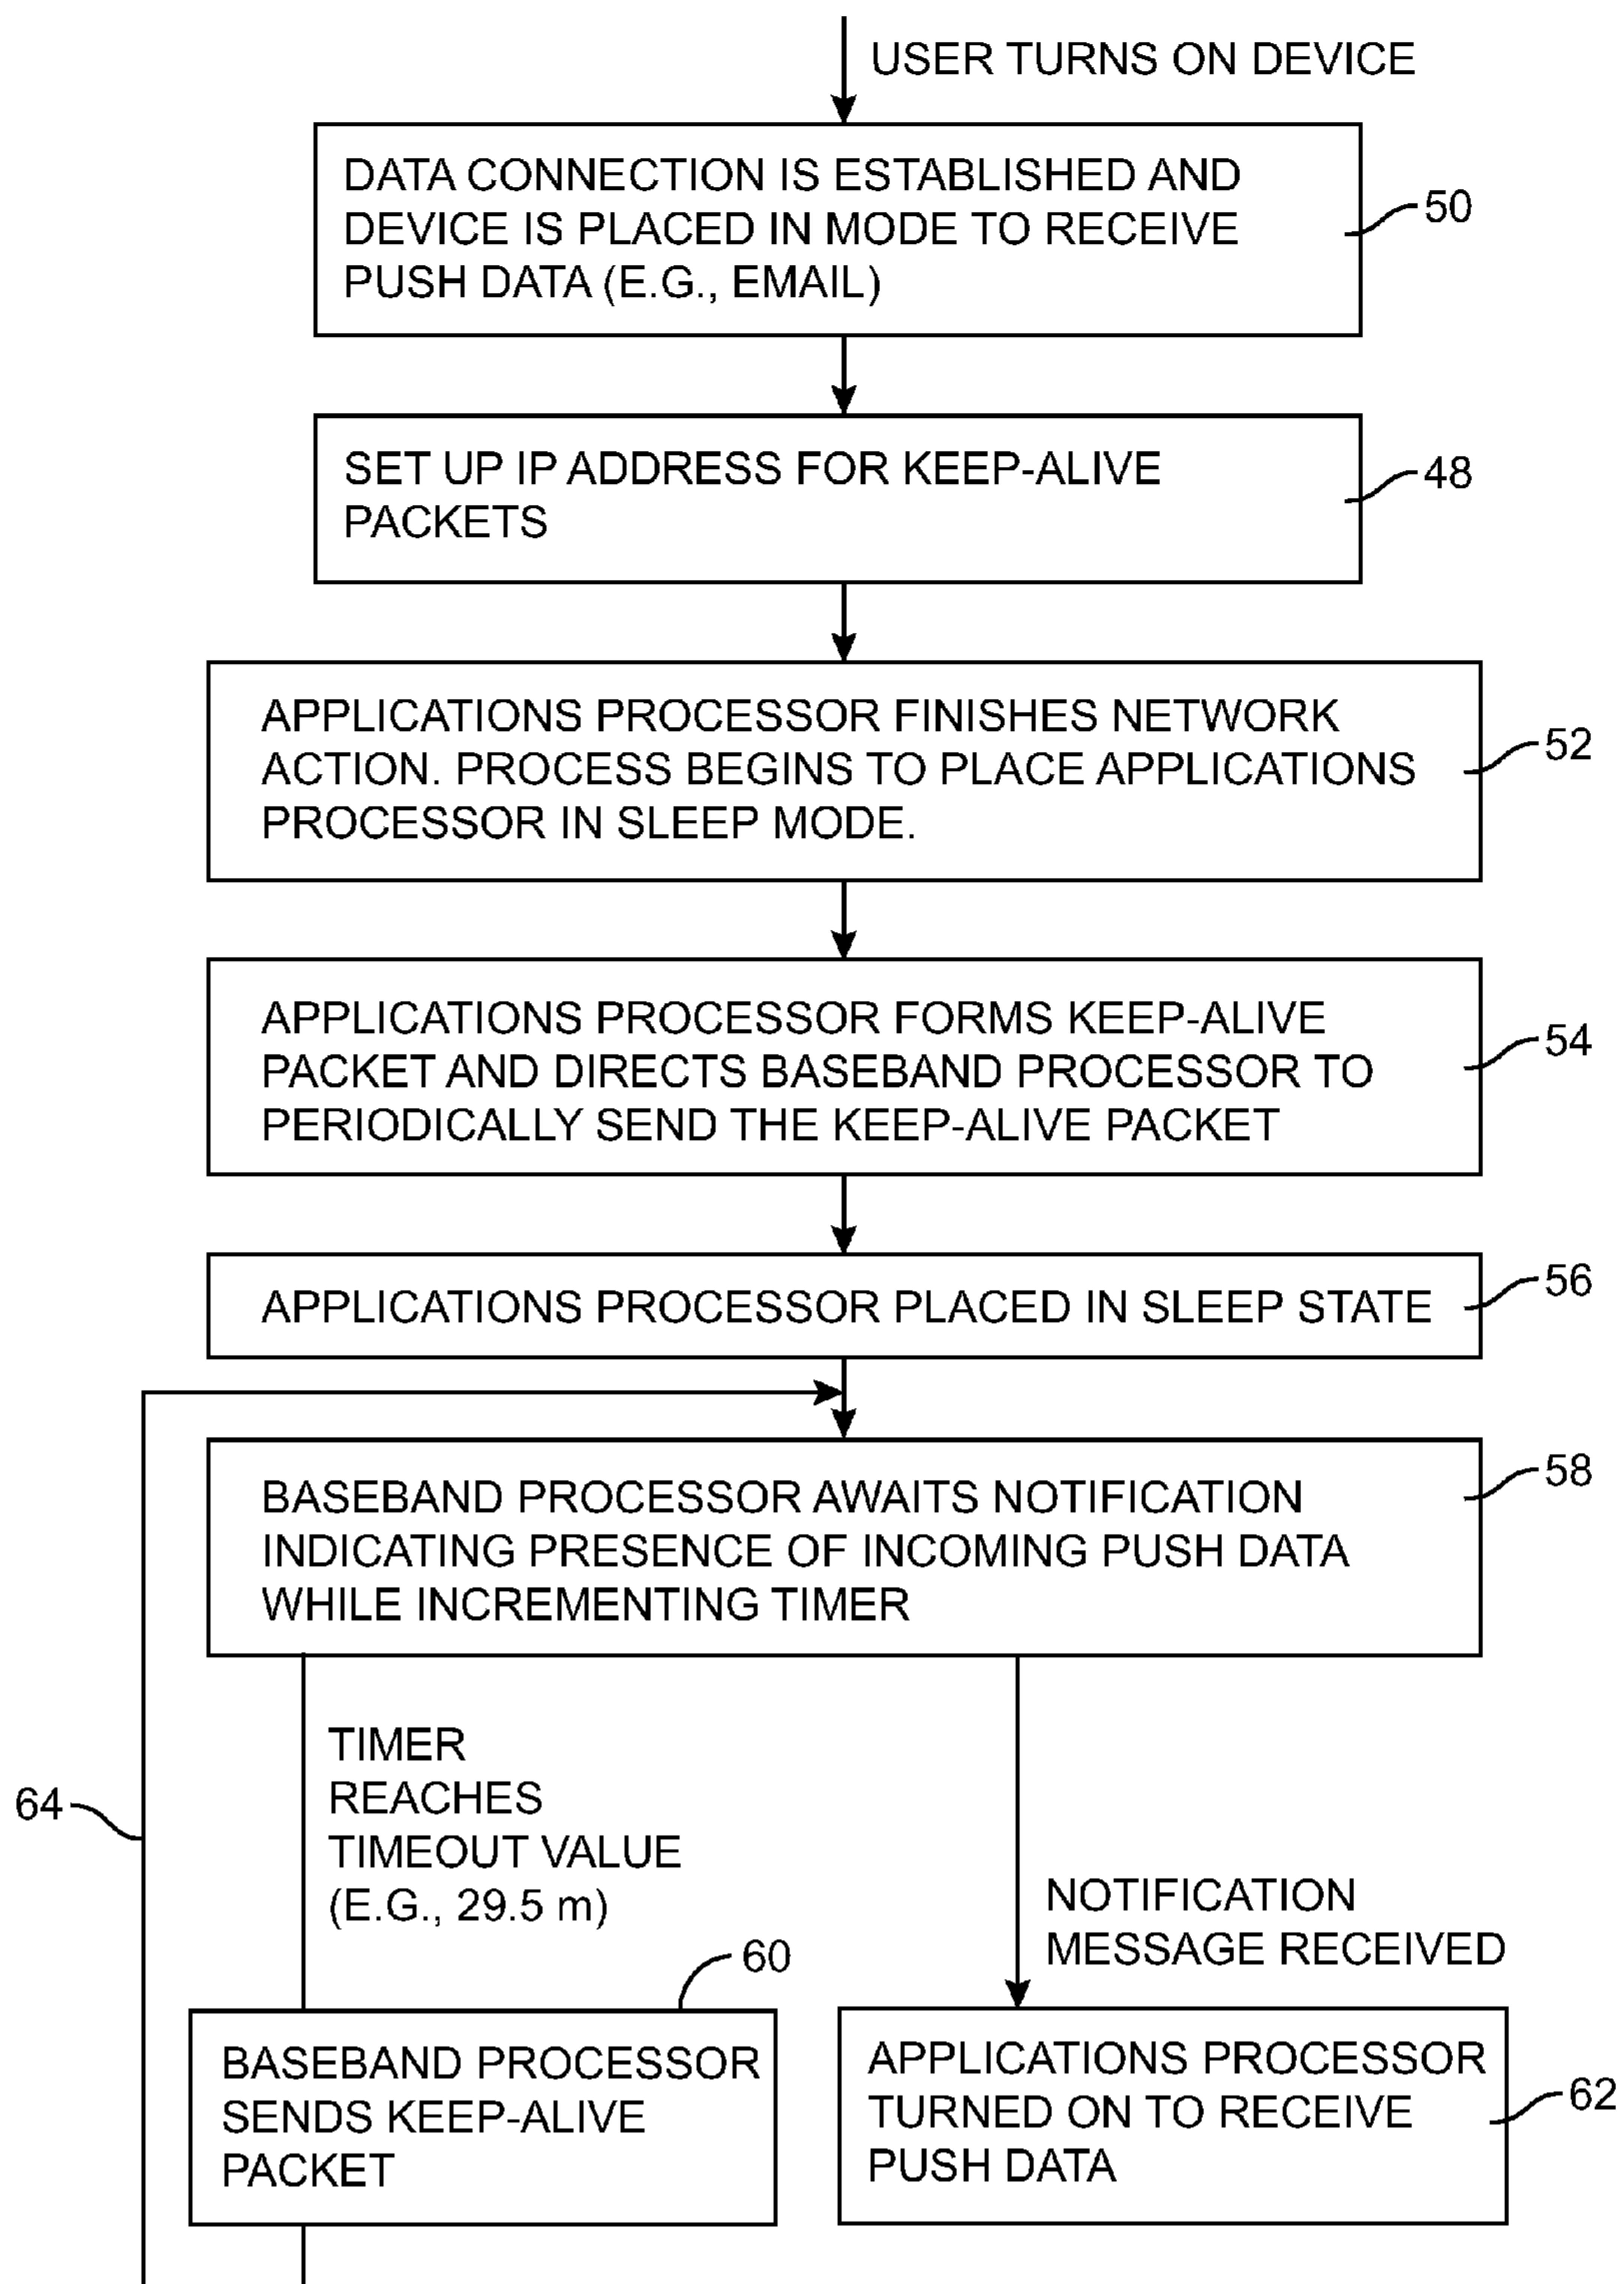 USER TURNS ON DEVICE
DATA CONNECTION IS ESTABLISHED AND
DEVICE IS PLACED IN MODE TO RECEIVE
PUSH DATA (E.G., EMAIL)
50
SET UP IP ADDRESS FOR KEEP-ALIVE
PACKETS
48
APPLICATIONS PROCESSOR FINISHES NETWORK
ACTION. PROCESS BEGINS TO PLACE APPLICATIONS
PROCESSOR IN SLEEP MODE.
52
APPLICATIONS PROCESSOR FORMS KEEP-ALIVE
PACKET AND DIRECTS BASEBAND PROCESSOR TO
PERIODICALLY SEND THE KEEP-ALIVE PACKET
54
APPLICATIONS PROCESSOR PLACED IN SLEEP STATE
56
BASEBAND PROCESSOR AWAITS NOTIFICATION
INDICATING PRESENCE OF INCOMING PUSH DATA
WHILE INCREMENTING TIMER
58
64
TIMER
REACHES
TIMEOUT VALUE
(E.G., 29.5 m)
NOTIFICATION
MESSAGE RECEIVED
60
BASEBAND PROCESSOR
SENDS KEEP-ALIVE
PACKET
APPLICATIONS PROCESSOR
TURNED ON TO RECEIVE
PUSH DATA
62